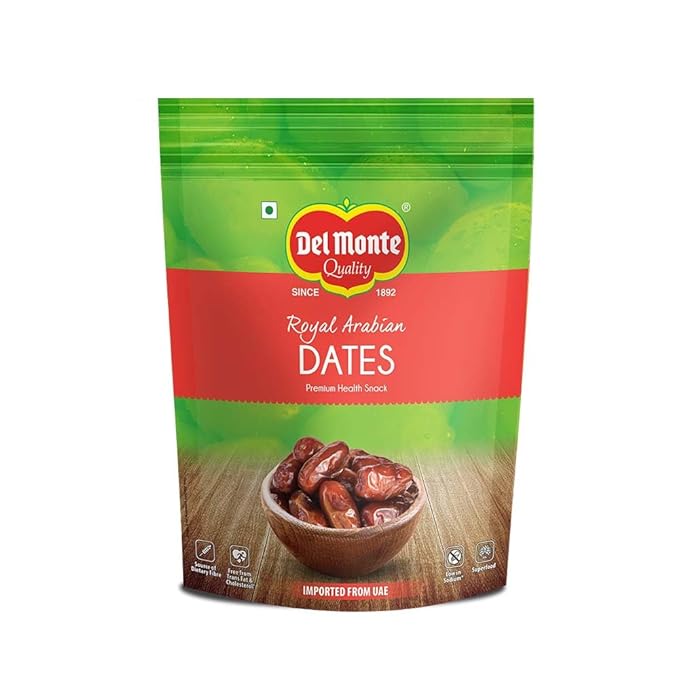 ®
Del Monte
Quality
SINCE 1892
Royal Arabian
DATES
Premium Health Snack
Source of
Dietary Fibre
Free from
Trans Fat &
Cholesterol
Low in
Sodium*
Superfood
IMPORTED FROM UAE